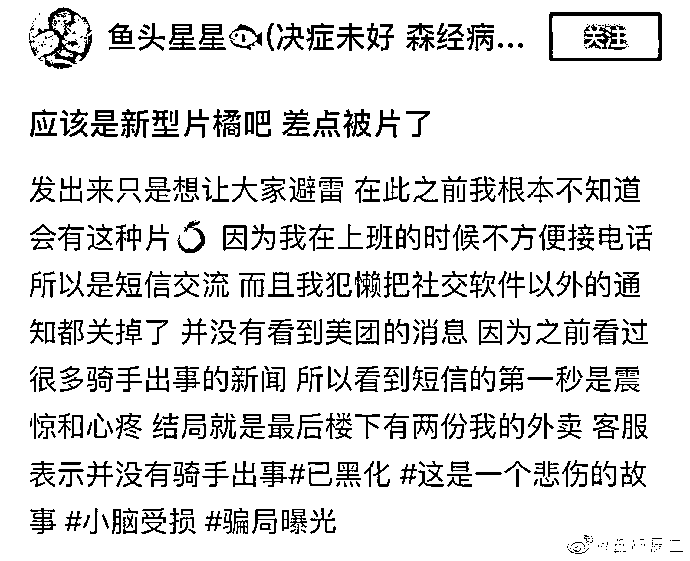 鱼头星星🐟(决症未好 森经病...
关注
应该是新型片橘吧 差点被片了
发出来只是想让大家避雷 在此之前我根本不知道
会有这种片🍊 因为我在上班的时候不方便接电话
所以是短信交流 而且我犯懒把社交软件以外的通
知都关掉了 并没有看到美团的消息 因为之前看过
很多骑手出事的新闻 所以看到短信的第一秒是震
惊和心疼 结局就是最后楼下有两份我的外卖 客服
表示并没有骑手出事#已黑化 #这是一个悲伤的故
事 #小脑受损 #骗局曝光